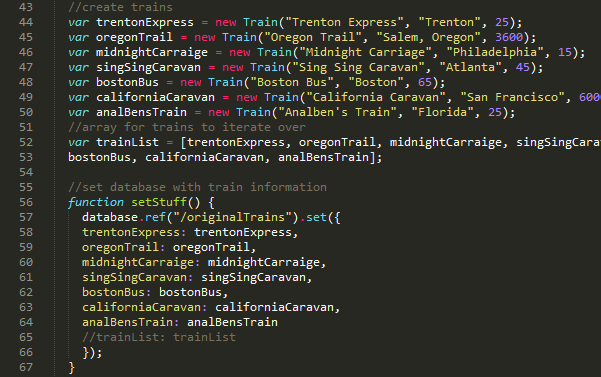 43 //create trains
44 var trentonExpress = new Train("Trenton Express", "Trenton", 25);
45 var oregonTrail = new Train("Oregon Trail", "Salem, Oregon", 3600);
46 var midnightCarraige = new Train("Midnight Carriage", "Philadelphia", 15);
47 var singSingCaravan = new Train("Sing Sing Caravan", "Atlanta", 45);
48 var bostonBus = new Train("Boston Bus", "Boston", 65);
49 var californiaCaravan = new Train("California Caravan", "San Francisco", 600
50 var analBensTrain = new Train("Analben's Train", "Florida", 25);
51 //array for trains to iterate over
52 var trainList = [trentonExpress, oregonTrail, midnightCarraige, singSingCara
53 bostonBus, californiaCaravan, analBensTrain];
54
55 //set database with train information
56 function setStuff() {
57 database.ref("/originalTrains").set({
58 trentonExpress: trentonExpress,
59 oregonTrail: oregonTrail,
60 midnightCarraige: midnightCarraige,
61 singSingCaravan: singSingCaravan,
62 bostonBus: bostonBus,
63 californiaCaravan: californiaCaravan,
64 analBensTrain: analBensTrain
65 //trainList: trainList
66 });
67 }